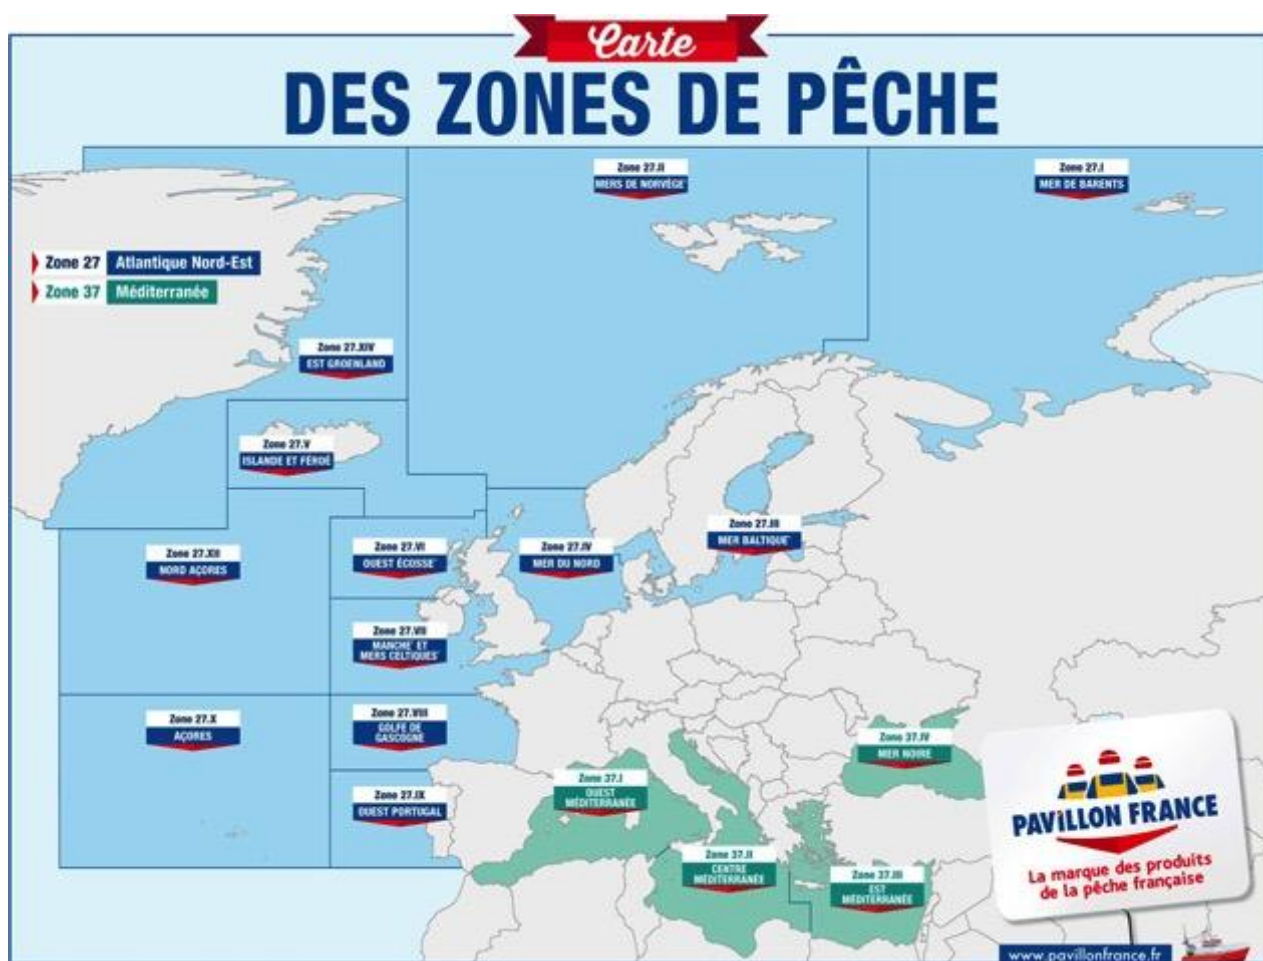 Carte
DES ZONES DE PÊCHE
Zone 27.II
MERS DE NORVÈGE
Zone 27.I
MER DE BARENTS
Zone 27 Atlantique Nord-Est
Zone 37 Méditerranée
Zone 27.XIV
EST GROENLAND
Zone 27.V
ISLANDE ET FÉROÉ
Zone 27.XII
NORD AÇORES
Zone 27.VI
OUEST ÉCOSSE*
Zone 27.IV
MER DU NORD
Zone 27.III
MER BALTIQUE*
Zone 27.VII
MANCHE* ET
MERS CELTIQUES*
Zone 27.X
AÇORES
Zone 27.VIII
GOLFE DE
GASCOGNE
Zone 27.IX
OUEST PORTUGAL
Zone 37.I
OUEST
MÉDITERRANÉE
Zone 37.IV
MER NOIRE
Zone 37.II
CENTRE
MÉDITERRANÉE
Zone 37.III
EST
MÉDITERRANÉE
PAVILLON FRANCE
La marque des produits
de la pêche française
www.pavillonfrance.fr